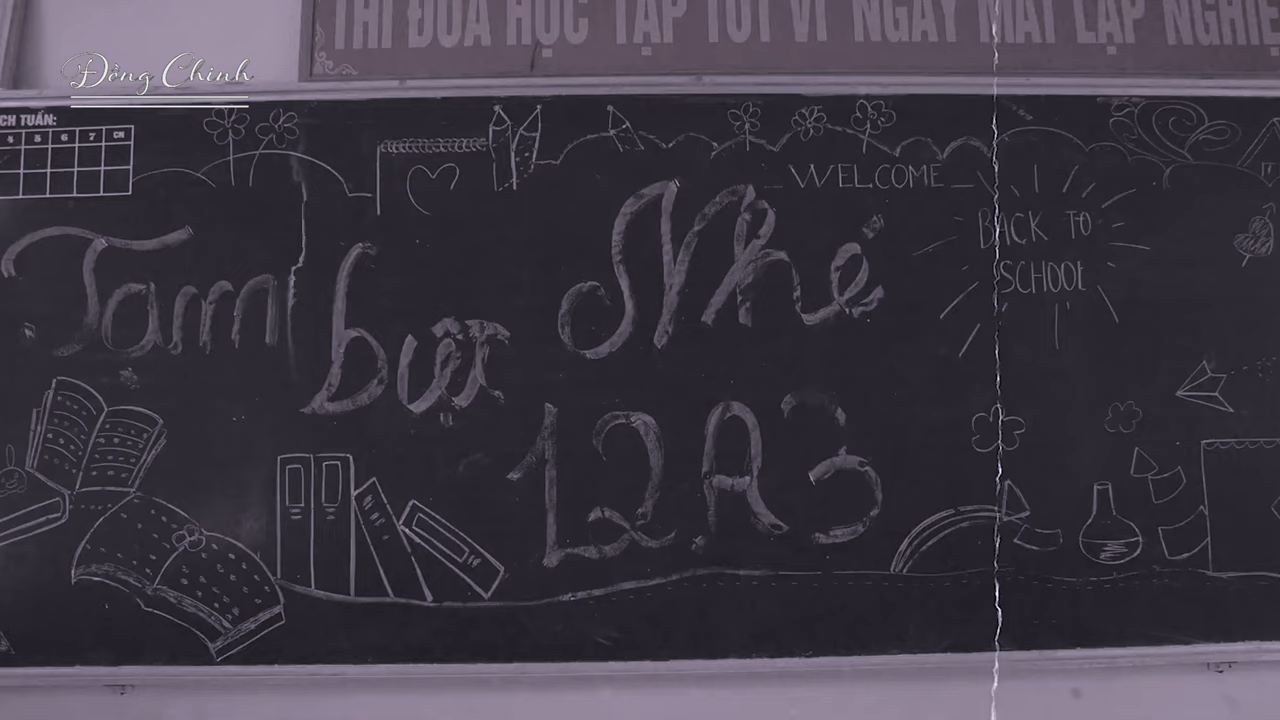 THI ĐUA HỌC TẬP TỐT VÌ NGÀY MAI LẬP NGHIỆ
Đồng Chinh
CH TUẦN:
4 5 6 7 CN
WELCOME
BACK TO
SCHOOL
Tạm biệt Nhé
12A3